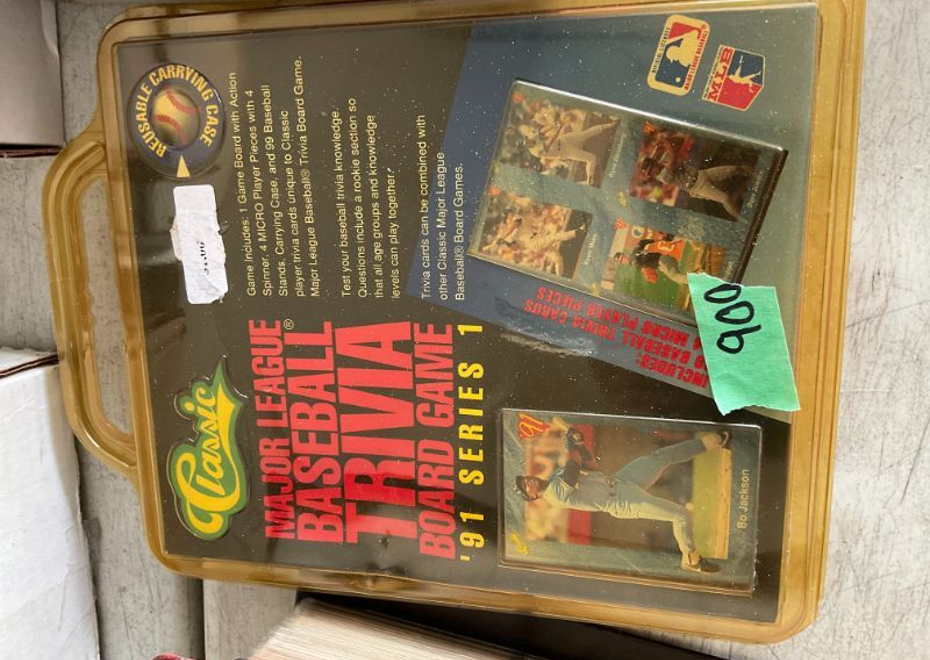 REUSABLE CARRYING CASE
Game includes: 1 Game Board with Action
Spinner, 4 MICRO Player Pieces with 4
Stands, Carrying Case, and 99 Baseball
player trivia cards unique to Classic
Major League Baseball® Trivia Board Game.
Test your baseball trivia knowledge.
Questions include a rookie section so
that all age groups and knowledge
levels can play together!
Trivia cards can be combined with
other Classic Major League
Baseball® Board Games.
Classic
MAJOR LEAGUE
BASEBALL®
TRIVIA
BOARD GAME
'91 SERIES 1
INCLUDES:
BASEBALL TRIVIA CARDS
4 MICRO PLAYER PIECES
900
'91
Bo Jackson
MLB